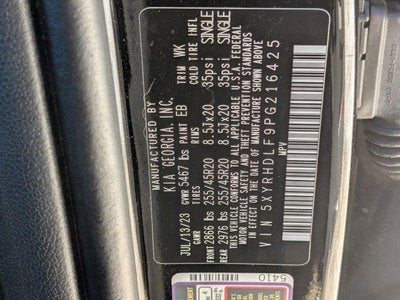 MANUFACTURED BY
KIA GEORGIA, INC.
JUL/13/23 GVWR 5467 lbs PAINT EB TRIM WK
GAWR TIRES RIMS COLD TIRE INFL
FRONT 2866 lbs 255/45R20 8.5Jx20 35psi SINGLE
REAR 2976 lbs 255/45R20 8.5Jx20 35psi SINGLE
THIS VEHICLE CONFORMS TO ALL APPLICABLE U.S. FEDERAL
MOTOR VEHICLE SAFETY AND THEFT PREVENTION STANDARDS
IN EFFECT ON THE DATE OF MANUFACTURE SHOWN ABOVE
MPV
5410